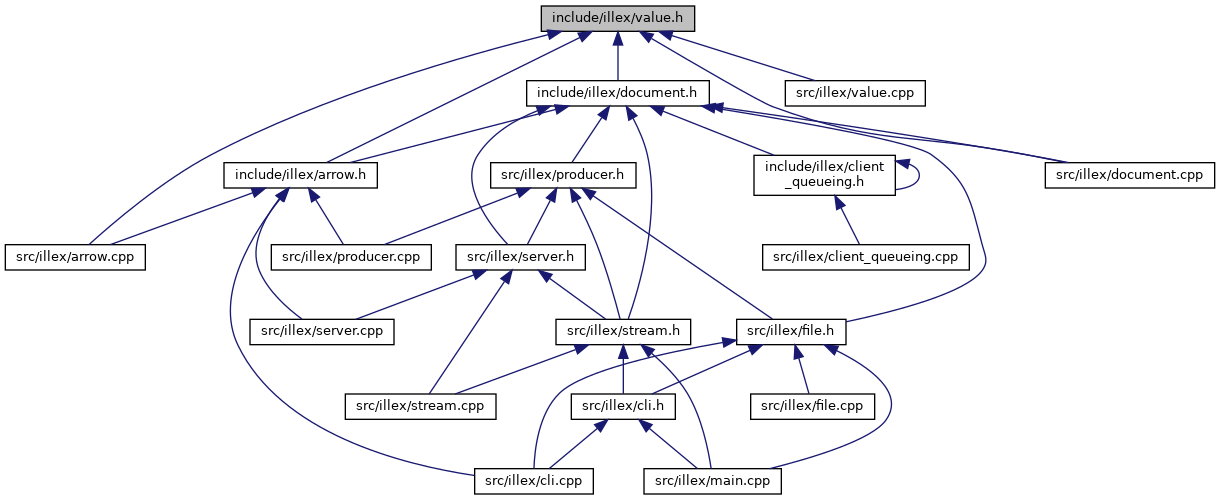 include/illex/value.h
include/illex/document.h
src/illex/value.cpp
include/illex/arrow.h
src/illex/producer.h
include/illex/client
_queueing.h
src/illex/document.cpp
src/illex/arrow.cpp
src/illex/producer.cpp
src/illex/server.h
src/illex/client_queueing.cpp
src/illex/server.cpp
src/illex/stream.h
src/illex/file.h
src/illex/stream.cpp
src/illex/cli.h
src/illex/file.cpp
src/illex/cli.cpp
src/illex/main.cpp